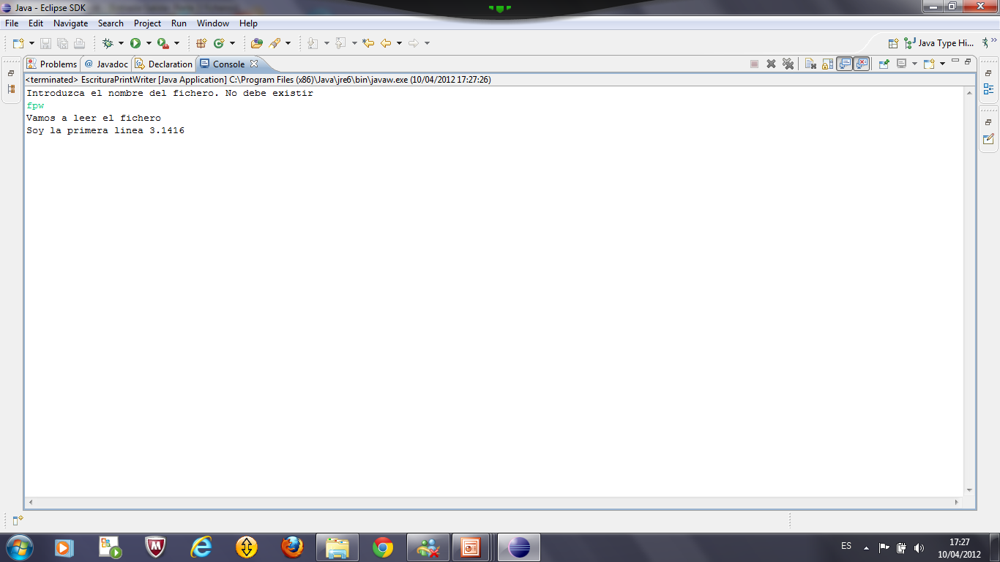 Java - Eclipse SDK
File Edit Navigate Search Project Run Window Help
Java Type Hi...
Problems @ Javadoc Declaration Console
<terminated> EscrituraPrintWriter [Java Application] C:\Program Files (x86)\Java\jre6\bin\javaw.exe (10/04/2012 17:27:26)
Introduzca el nombre del fichero. No debe existir
fpw
Vamos a leer el fichero
Soy la primera linea 3.1416
ES
17:27
10/04/2012